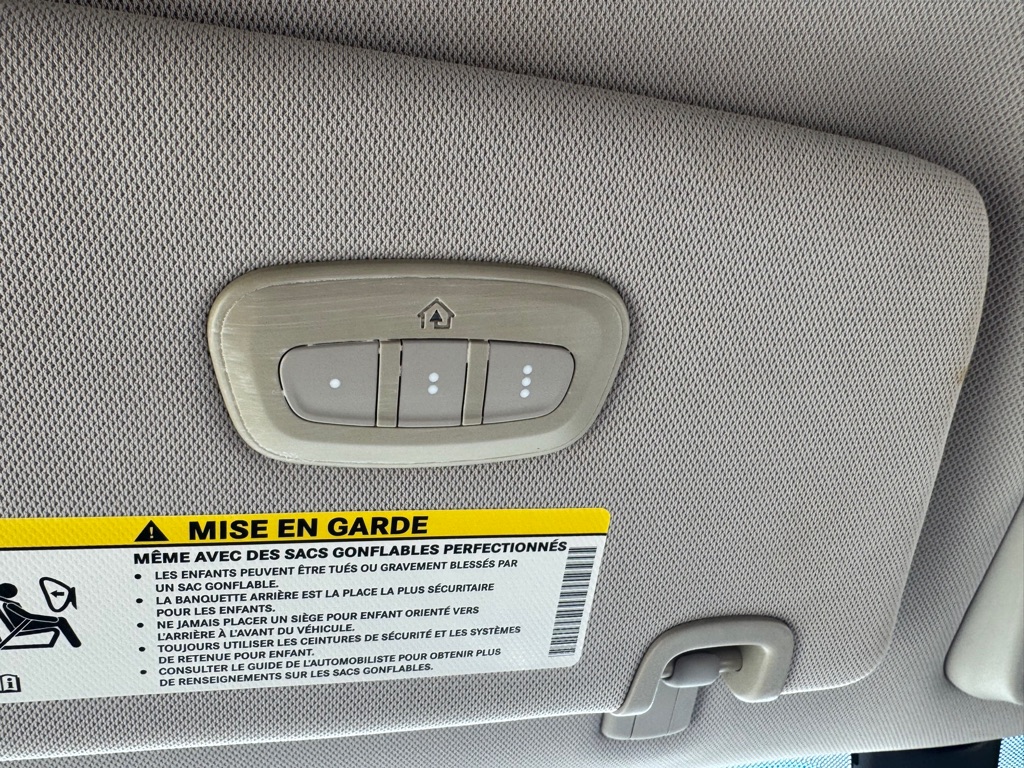 MISE EN GARDE
MÊME AVEC DES SACS GONFLABLES PERFECTIONNÉS
• LES ENFANTS PEUVENT ÊTRE TUÉS OU GRAVEMENT BLESSÉS PAR
UN SAC GONFLABLE.
• LA BANQUETTE ARRIÈRE EST LA PLACE LA PLUS SÉCURITAIRE
POUR LES ENFANTS.
• NE JAMAIS PLACER UN SIÈGE POUR ENFANT ORIENTÉ VERS
L'ARRIÈRE À L'AVANT DU VÉHICULE.
• TOUJOURS UTILISER LES CEINTURES DE SÉCURITÉ ET LES SYSTÈMES
DE RETENUE POUR ENFANT.
• CONSULTER LE GUIDE DE L'AUTOMOBILISTE POUR OBTENIR PLUS
DE RENSEIGNEMENTS SUR LES SACS GONFLABLES.